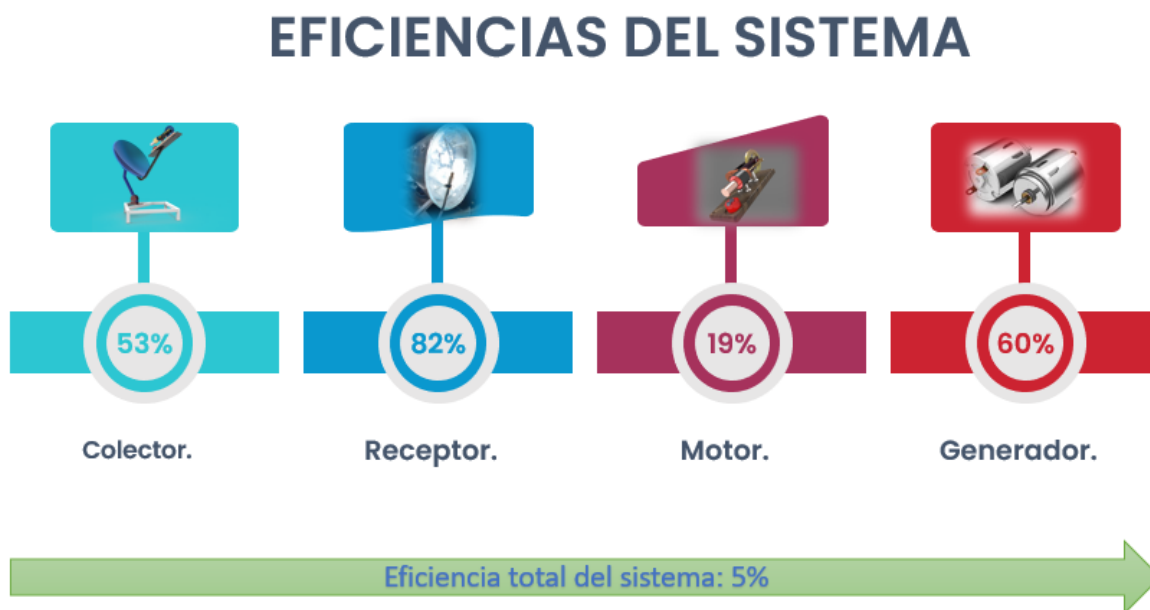 EFICIENCIAS DEL SISTEMA
53%
82%
19%
60%
Colector.
Receptor.
Motor.
Generador.
Eficiencia total del sistema: 5%